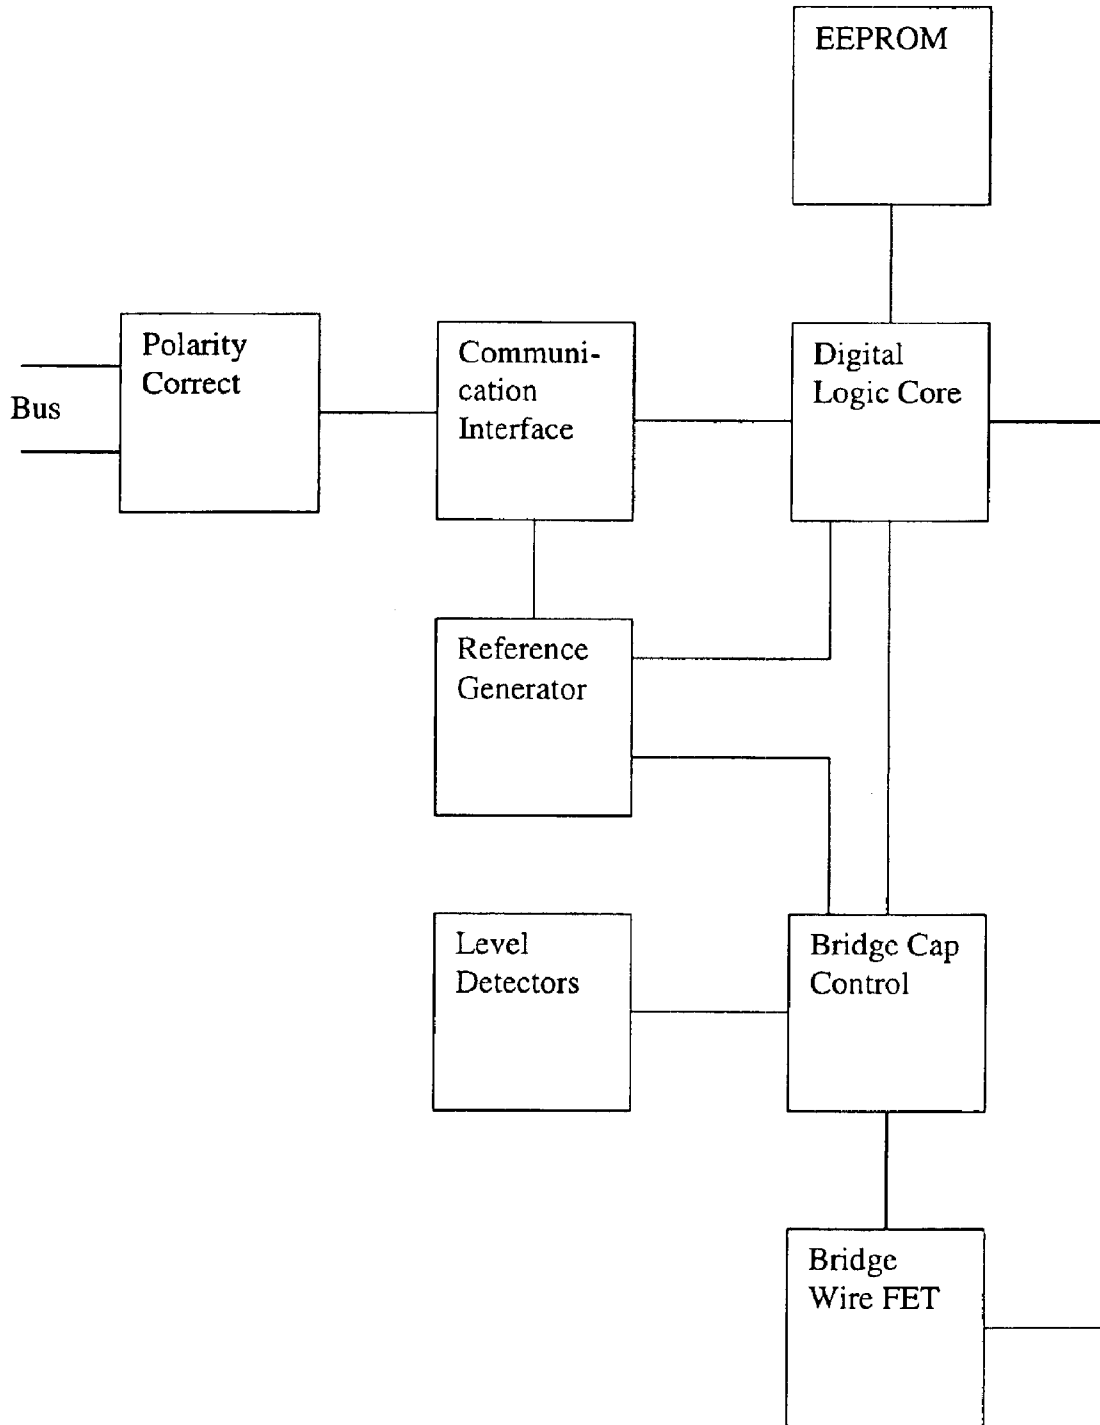 EEPROM
Polarity
Correct
Bus
Communi-
cation
Interface
Digital
Logic Core
Reference
Generator
Level
Detectors
Bridge Cap
Control
Bridge
Wire FET